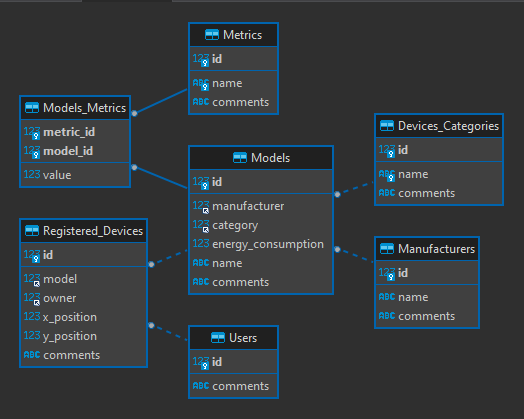 Metrics
123 id
ABC name
ABC comments
Models_Metrics
123 metric_id
123 model_id
123 value
Devices_Categories
123 id
ABC name
ABC comments
Models
123 id
123 manufacturer
123 category
123 energy_consumption
ABC name
ABC comments
Registered_Devices
123 id
123 model
123 owner
123 x_position
123 y_position
ABC comments
Manufacturers
123 id
ABC name
ABC comments
Users
123 id
ABC comments